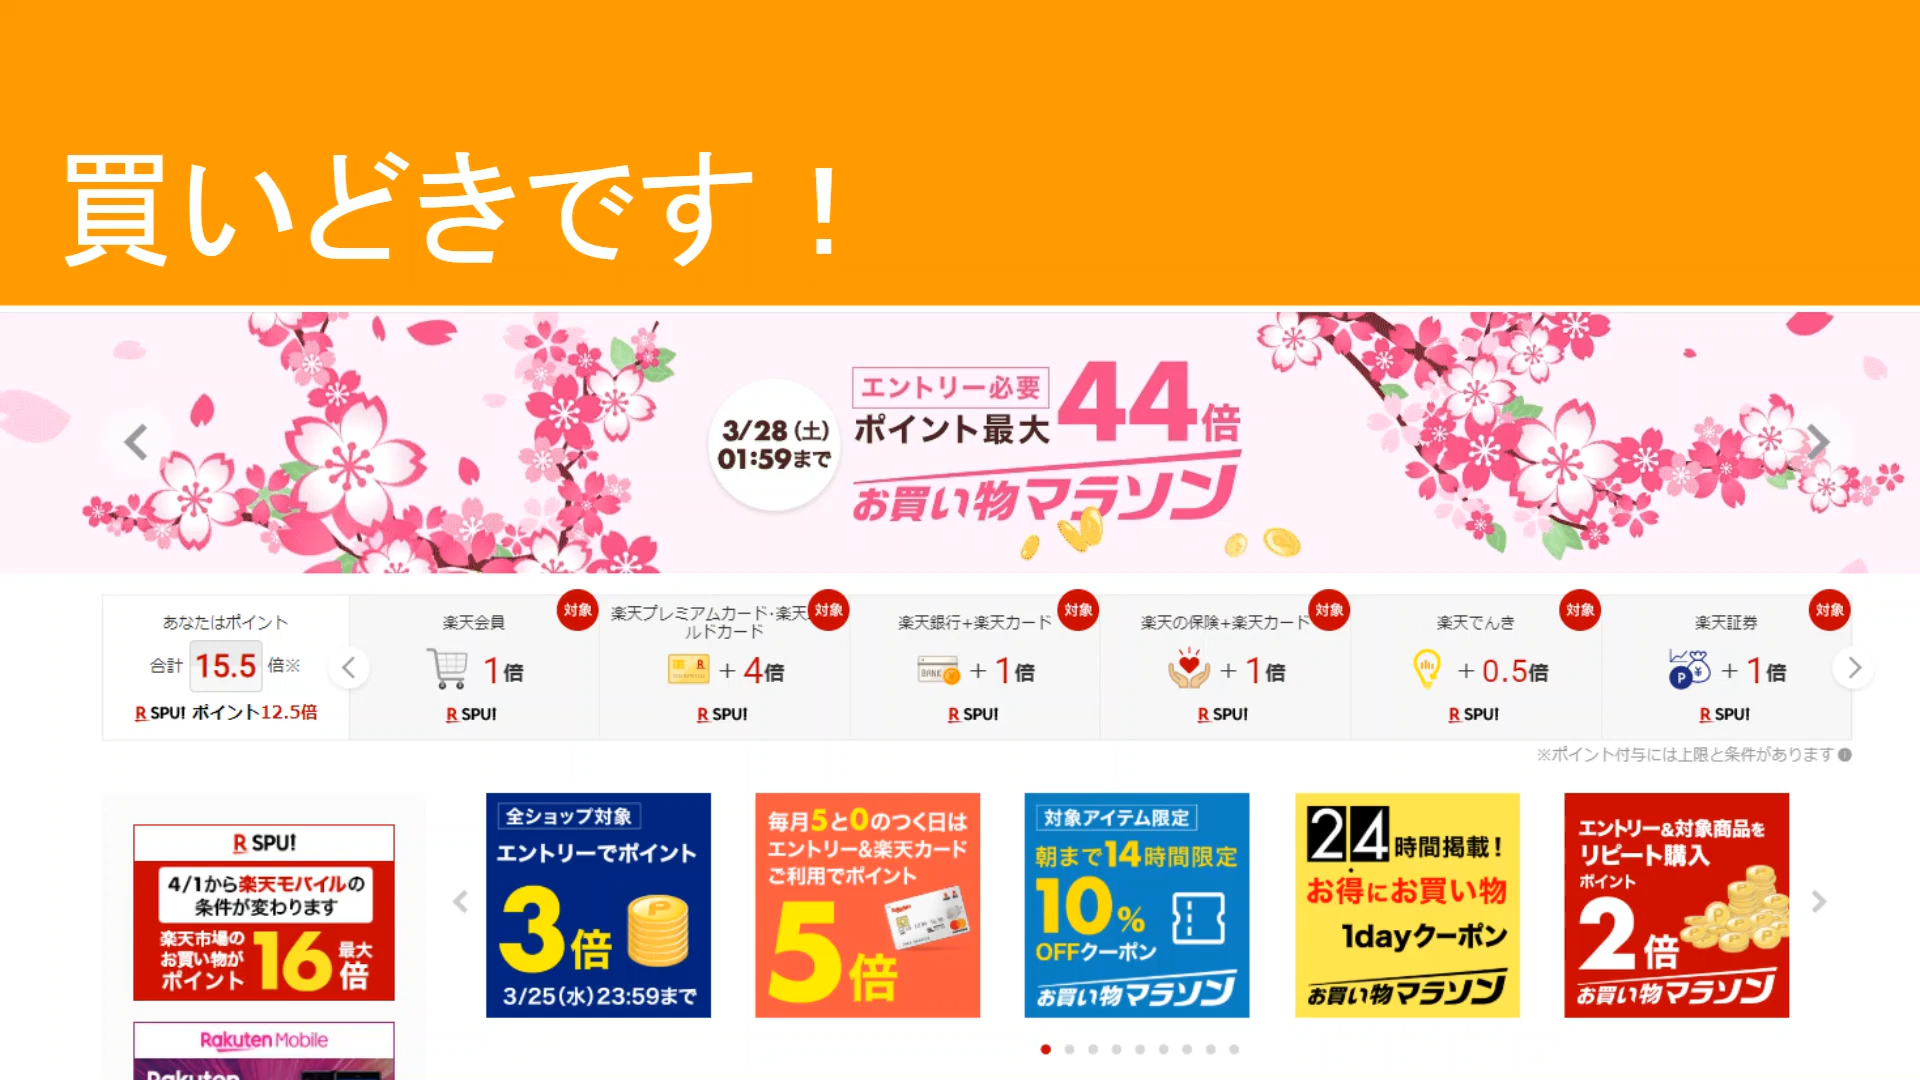 買いどきです！
3/28（土）
01:59まで
エントリー必要
ポイント最大
44倍
お買い物マラソン
あなたはポイント
合計 15.5 倍※
R SPU! ポイント12.5倍
楽天会員
対象
1倍
R SPU!
楽天プレミアムカード・楽天
ルドカード
対象
+ 4倍
R SPU!
楽天銀行+楽天カード
対象
BANK
+ 1倍
R SPU!
楽天の保険+楽天カード
対象
+ 1倍
R SPU!
楽天でんき
対象
+ 0.5倍
R SPU!
楽天証券
対象
P ¥
+ 1倍
R SPU!
※ポイント付与には上限と条件があります
R SPU!
4/1から楽天モバイルの
条件が変わります
楽天市場の
お買い物が
ポイント
16
最大
倍
Rakuten Mobile
Rakuten
全ショップ対象
エントリーでポイント
3倍
3/25（水）23:59まで
毎月5と0のつく日は
エントリー&楽天カード
ご利用でポイント
5倍
対象アイテム限定
朝まで14時間限定
10%
OFFクーポン
お買い物マラソン
24時間掲載！
お得にお買い物
1dayクーポン
お買い物マラソン
エントリー&対象商品を
リピート購入
ポイント
2倍
お買い物マラソン